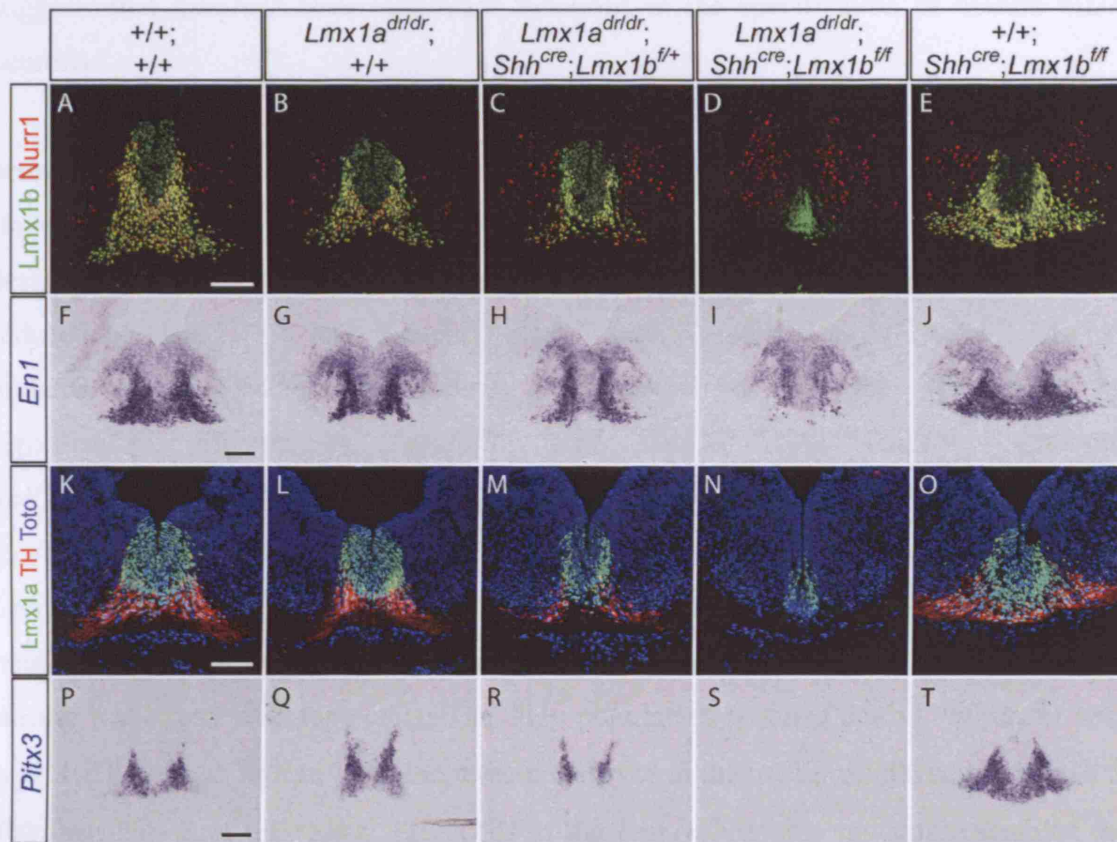 +/+;
+/+
Lmx1a^dr/dr;
+/+
Lmx1a^dr/dr;
Shh^cre;Lmx1b^f/+
Lmx1a^dr/dr;
Shh^cre;Lmx1b^f/f
+/+;
Shh^cre;Lmx1b^f/f
Lmx1b Nurr1
A B C D E
En1
F G H I J
Lmx1a TH Toto
K L M N O
Pitx3
P Q R S T